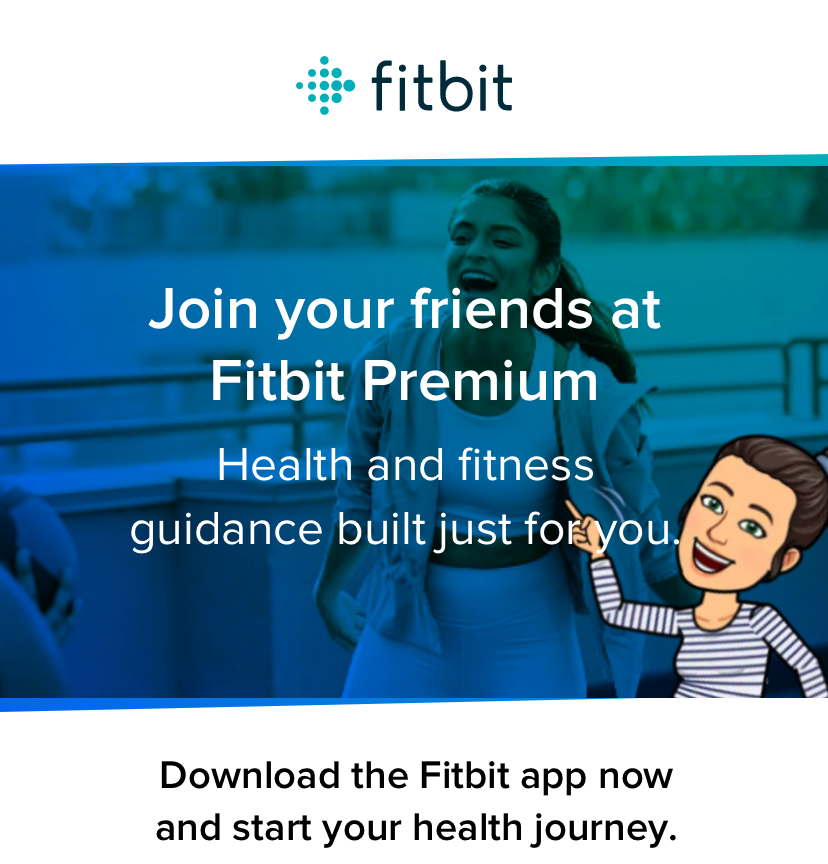 fitbit
Join your friends at
Fitbit Premium
Health and fitness
guidance built just for you.
Download the Fitbit app now
and start your health journey.